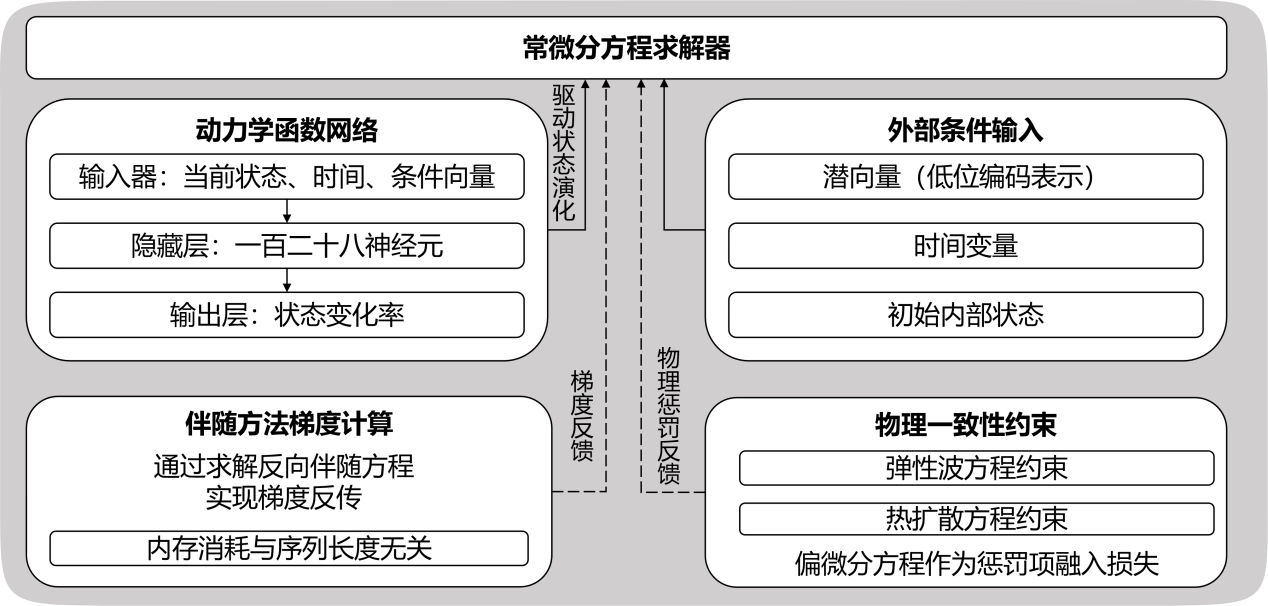 常微分方程求解器
动力学函数网络
输入器：当前状态、时间、条件向量
隐藏层：一百二十八神经元
输出层：状态变化率
驱动状态演化
外部条件输入
潜向量（低位编码表示）
时间变量
初始内部状态
伴随方法梯度计算
通过求解反向伴随方程
实现梯度反传
内存消耗与序列长度无关
梯度反馈
物理惩罚反馈
物理一致性约束
弹性波方程约束
热扩散方程约束
偏微分方程作为惩罚项融入损失